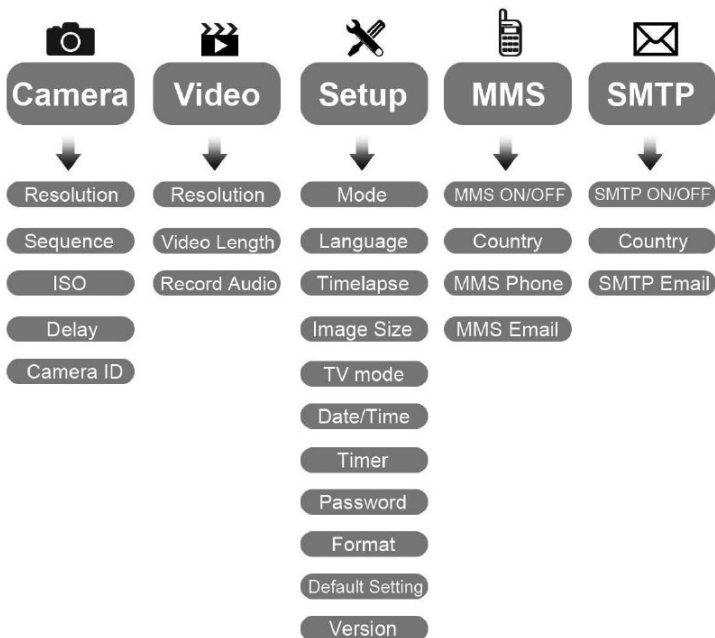 Camera
Video
Setup
MMS
SMTP
Resolution
Sequence
ISO
Delay
Camera ID
Resolution
Video Length
Record Audio
Mode
Language
Timelapse
Image Size
TV mode
Date/Time
Timer
Password
Format
Default Setting
Version
MMS ON/OFF
Country
MMS Phone
MMS Email
SMTP ON/OFF
Country
SMTP Email